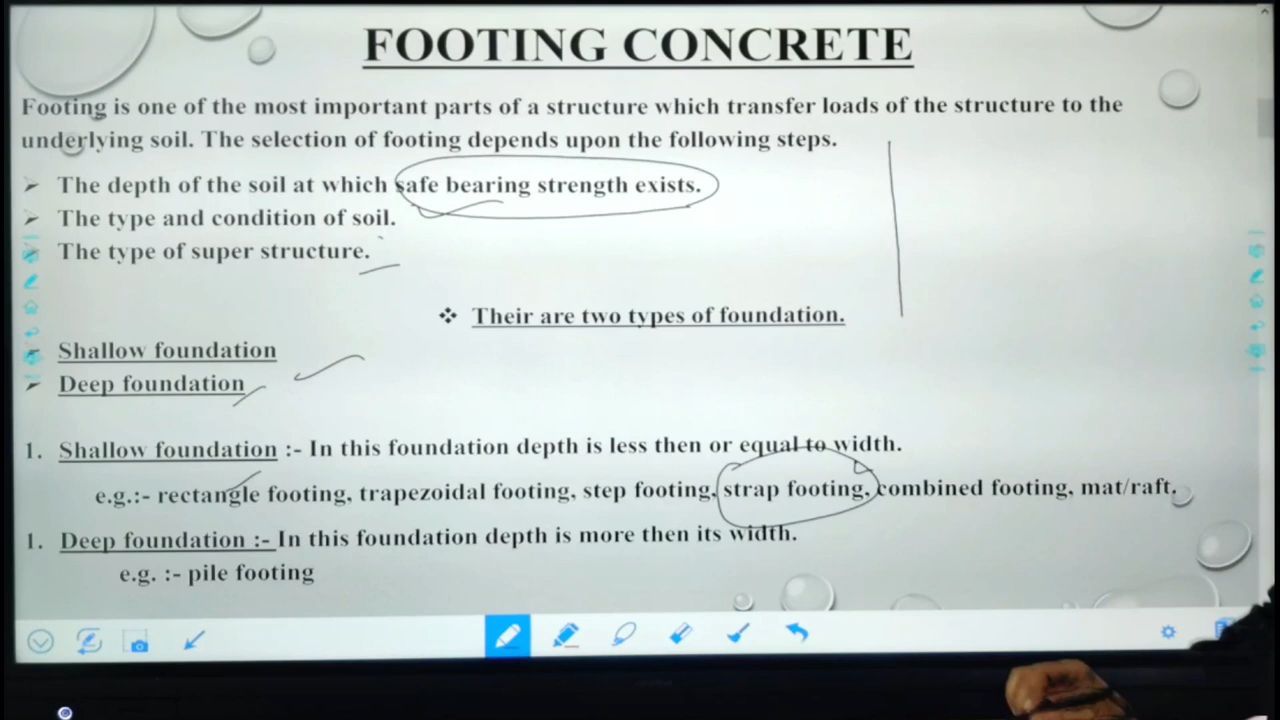 FOOTING CONCRETE
Footing is one of the most important parts of a structure which transfer loads of the structure to the
underlying soil. The selection of footing depends upon the following steps.
➢ The depth of the soil at which safe bearing strength exists.
➢ The type and condition of soil.
➢ The type of super structure.
❖ Their are two types of foundation.
➢ Shallow foundation
➢ Deep foundation
1. Shallow foundation :- In this foundation depth is less then or equal to width.
e.g.:- rectangle footing, trapezoidal footing, step footing, strap footing, combined footing, mat/raft.
1. Deep foundation :- In this foundation depth is more then its width.
e.g. :- pile footing